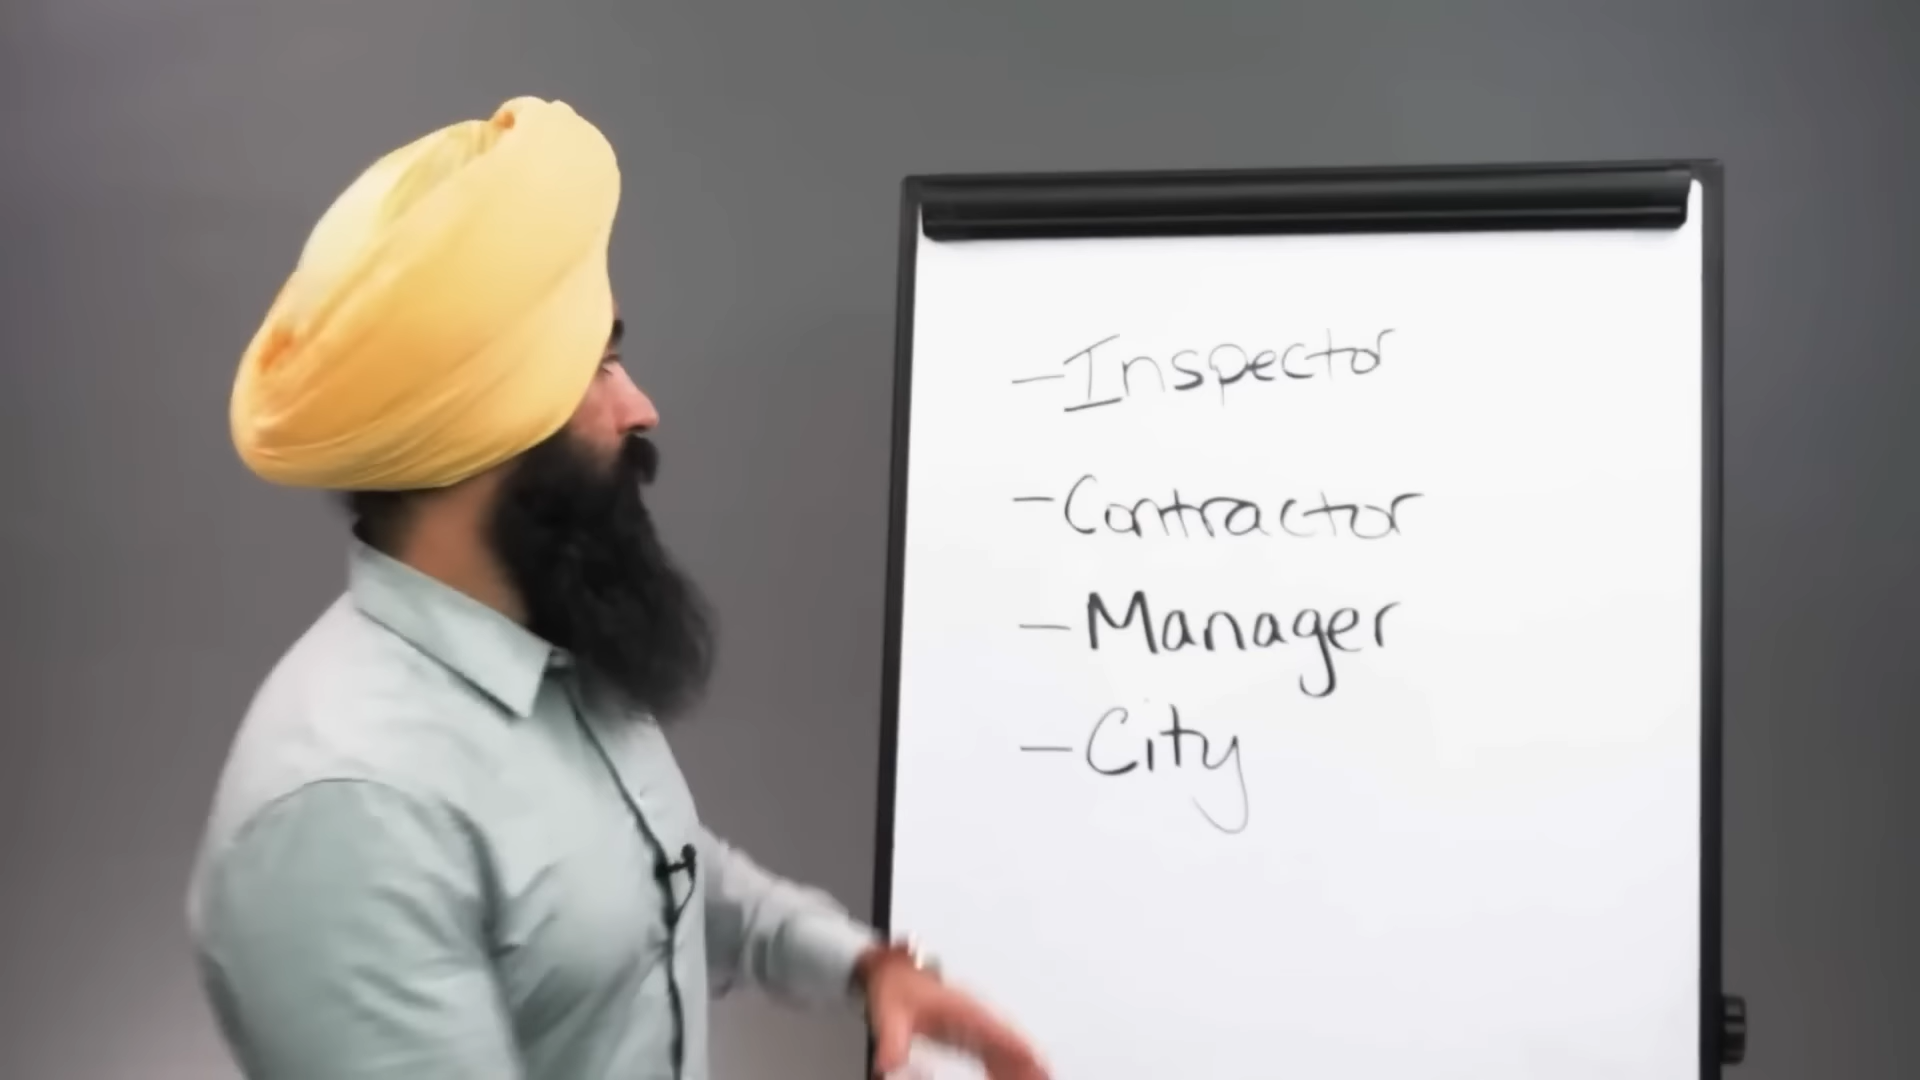 - Inspector
- Contractor
- Manager
- City